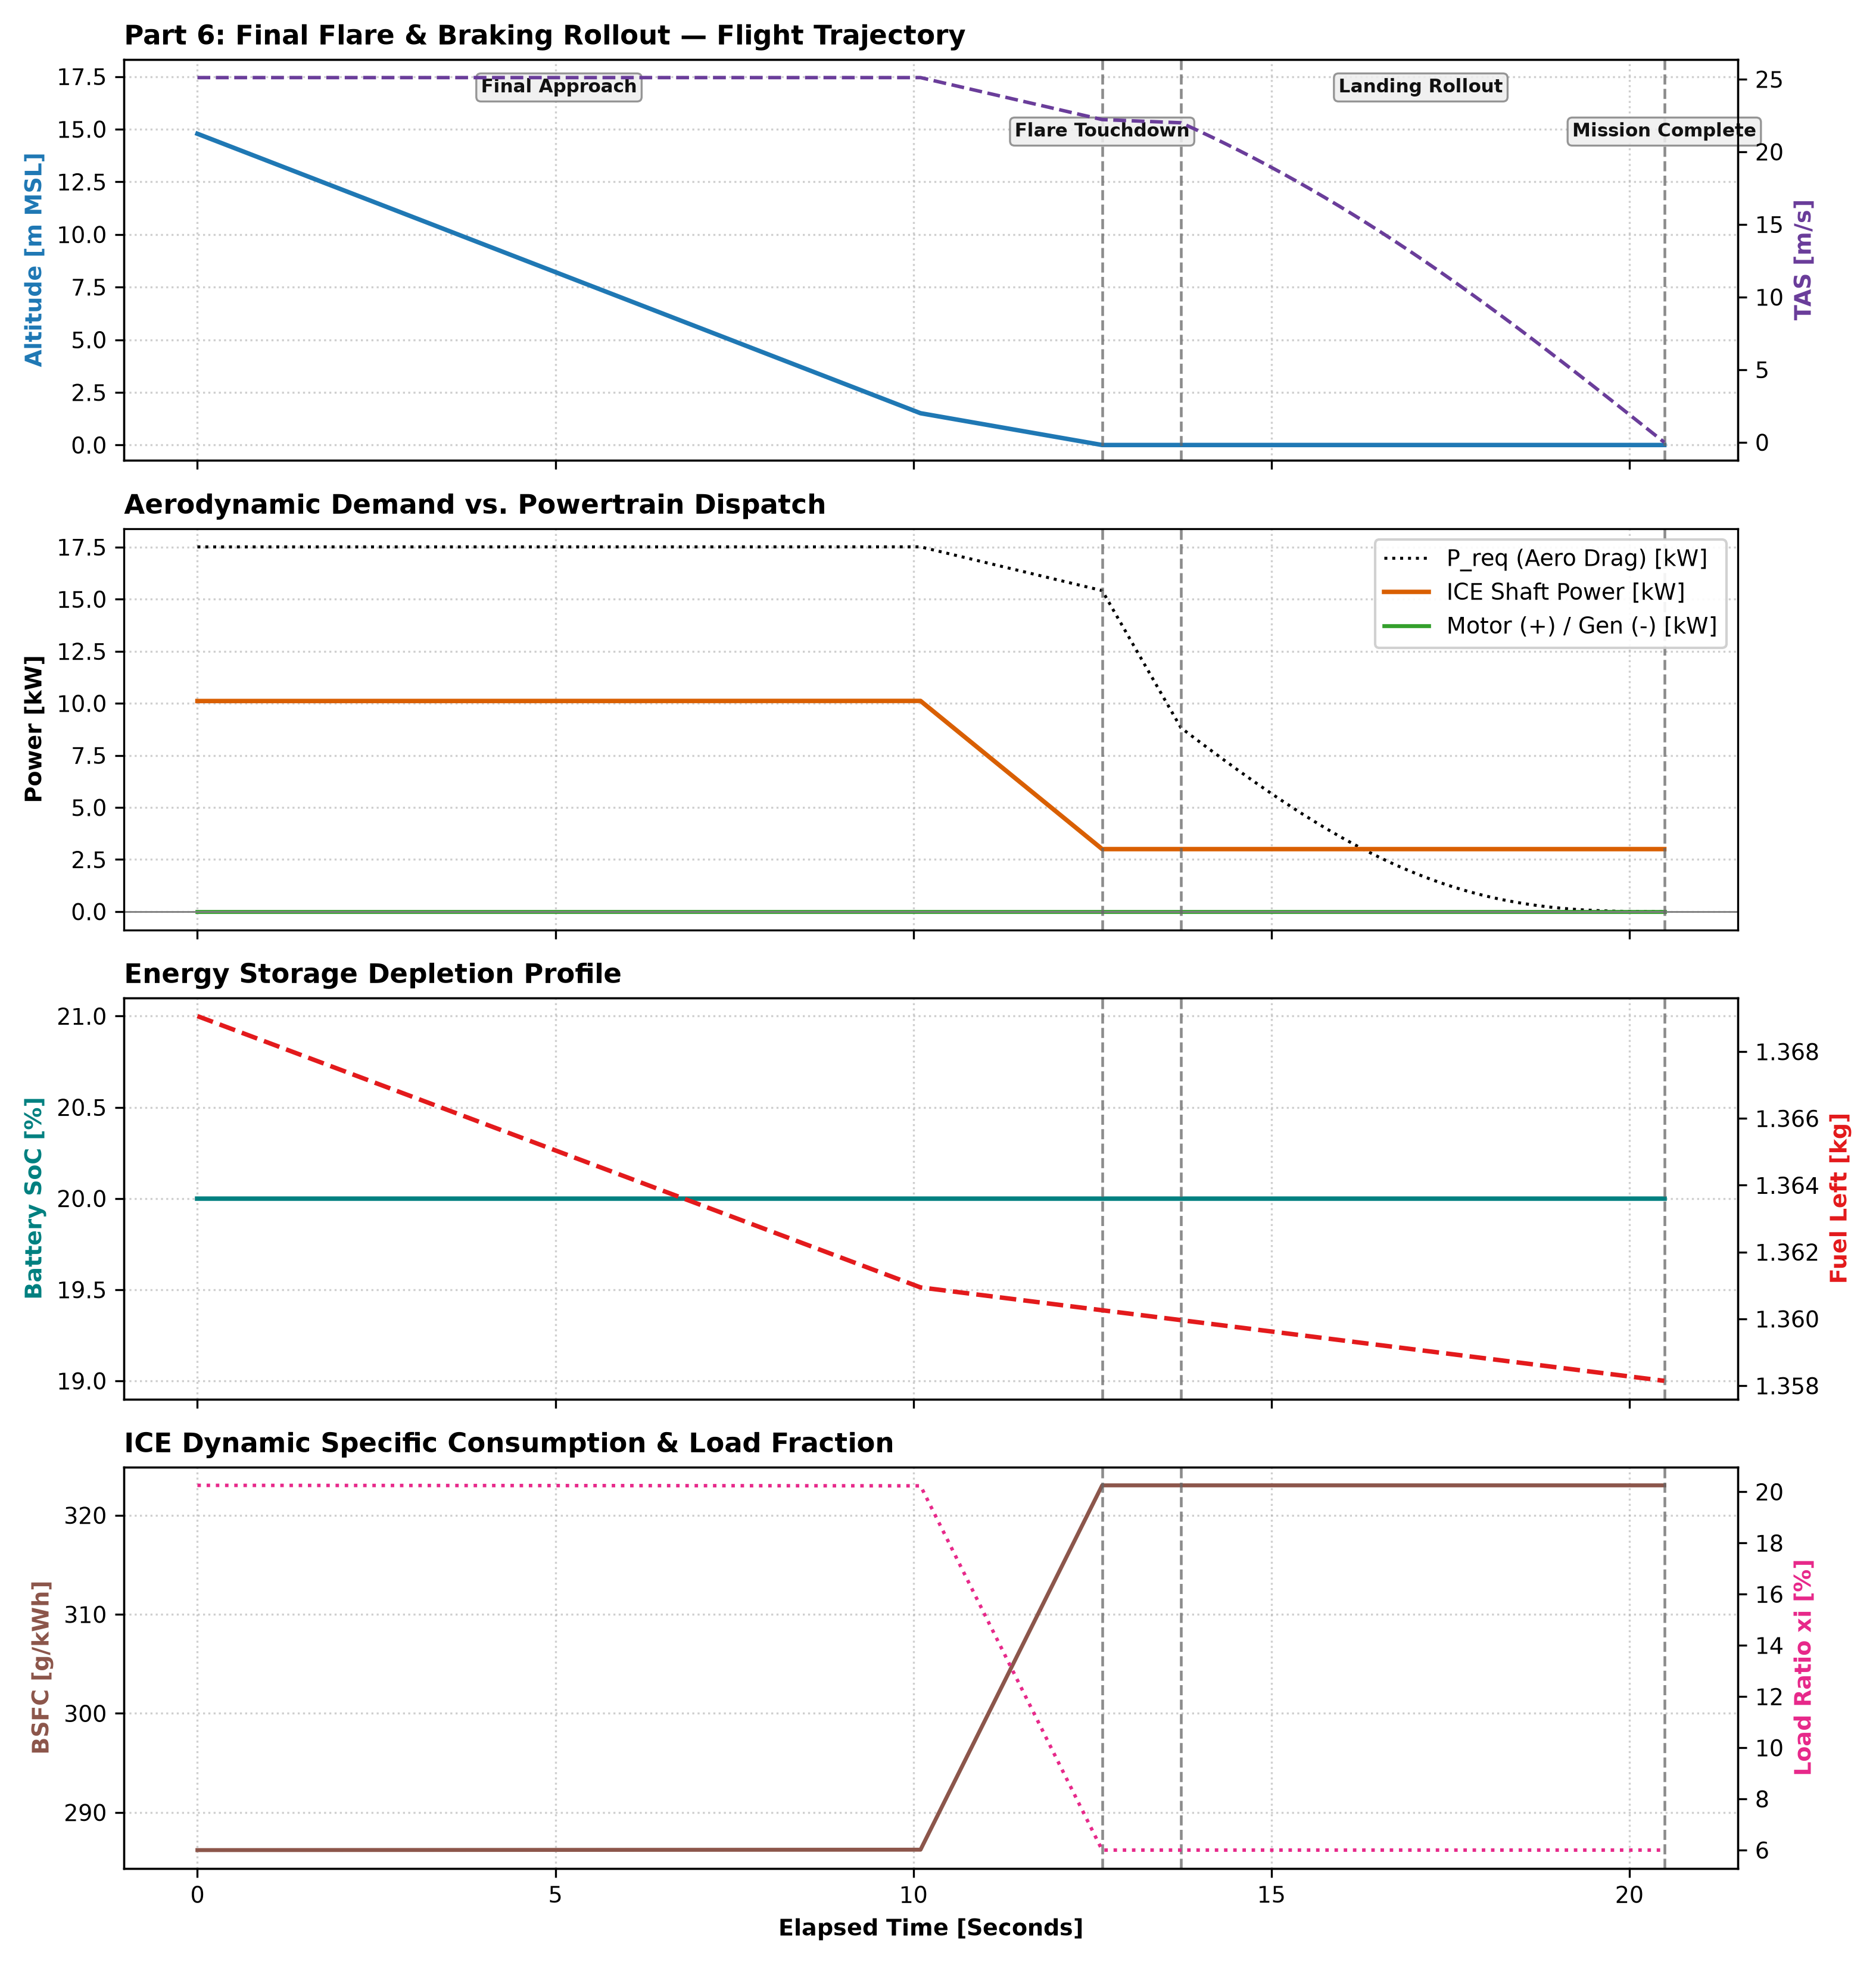 Part 6: Final Flare & Braking Rollout — Flight Trajectory
17.5
15.0
12.5
10.0
7.5
5.0
2.5
0.0
Altitude [m MSL]
Final Approach
Flare Touchdown
Landing Rollout
Mission Complete
25
20
15
10
5
0
TAS [m/s]
Aerodynamic Demand vs. Powertrain Dispatch
17.5
15.0
12.5
10.0
7.5
5.0
2.5
0.0
Power [kW]
P_req (Aero Drag) [kW]
ICE Shaft Power [kW]
Motor (+) / Gen (-) [kW]
Energy Storage Depletion Profile
21.0
20.5
20.0
19.5
19.0
Battery SoC [%]
1.368
1.366
1.364
1.362
1.360
1.358
Fuel Left [kg]
ICE Dynamic Specific Consumption & Load Fraction
320
310
300
290
BSFC [g/kWh]
20
18
16
14
12
10
8
6
Load Ratio xi [%]
0
5
10
15
20
Elapsed Time [Seconds]